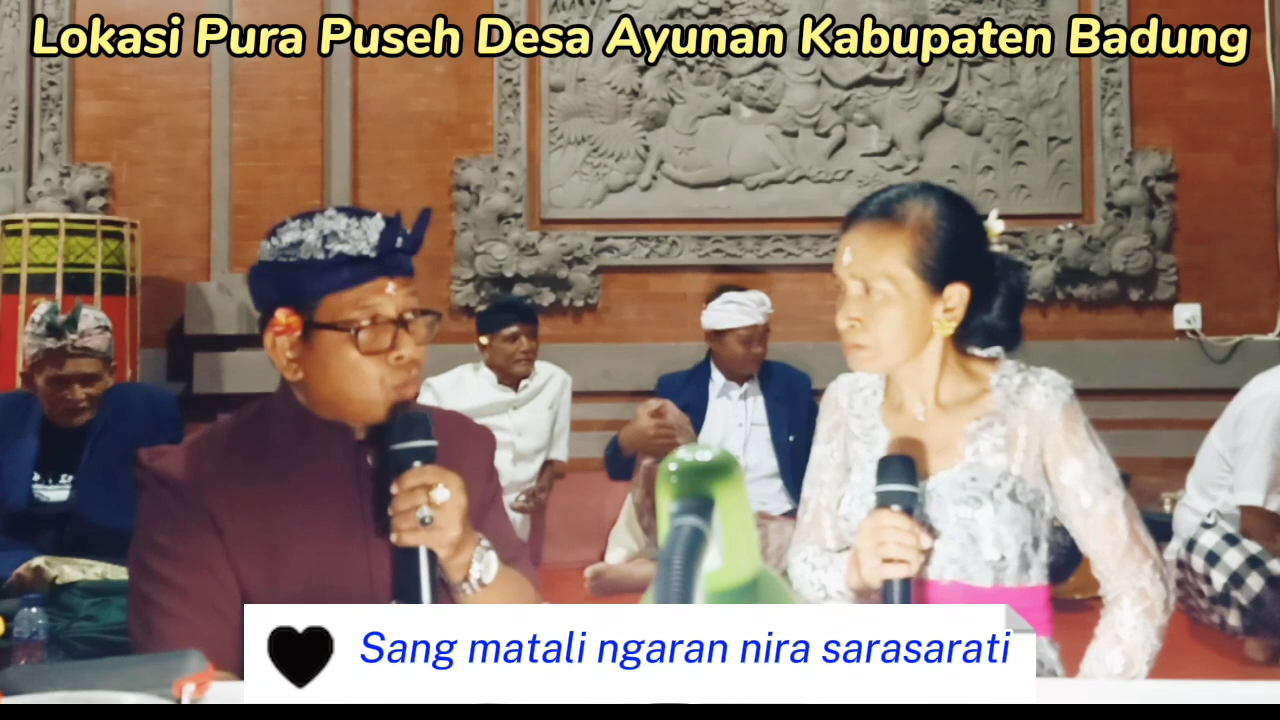 Lokasi Pura Puseh Desa Ayunan Kabupaten Badung
Sang matali ngaran nira sarasarati